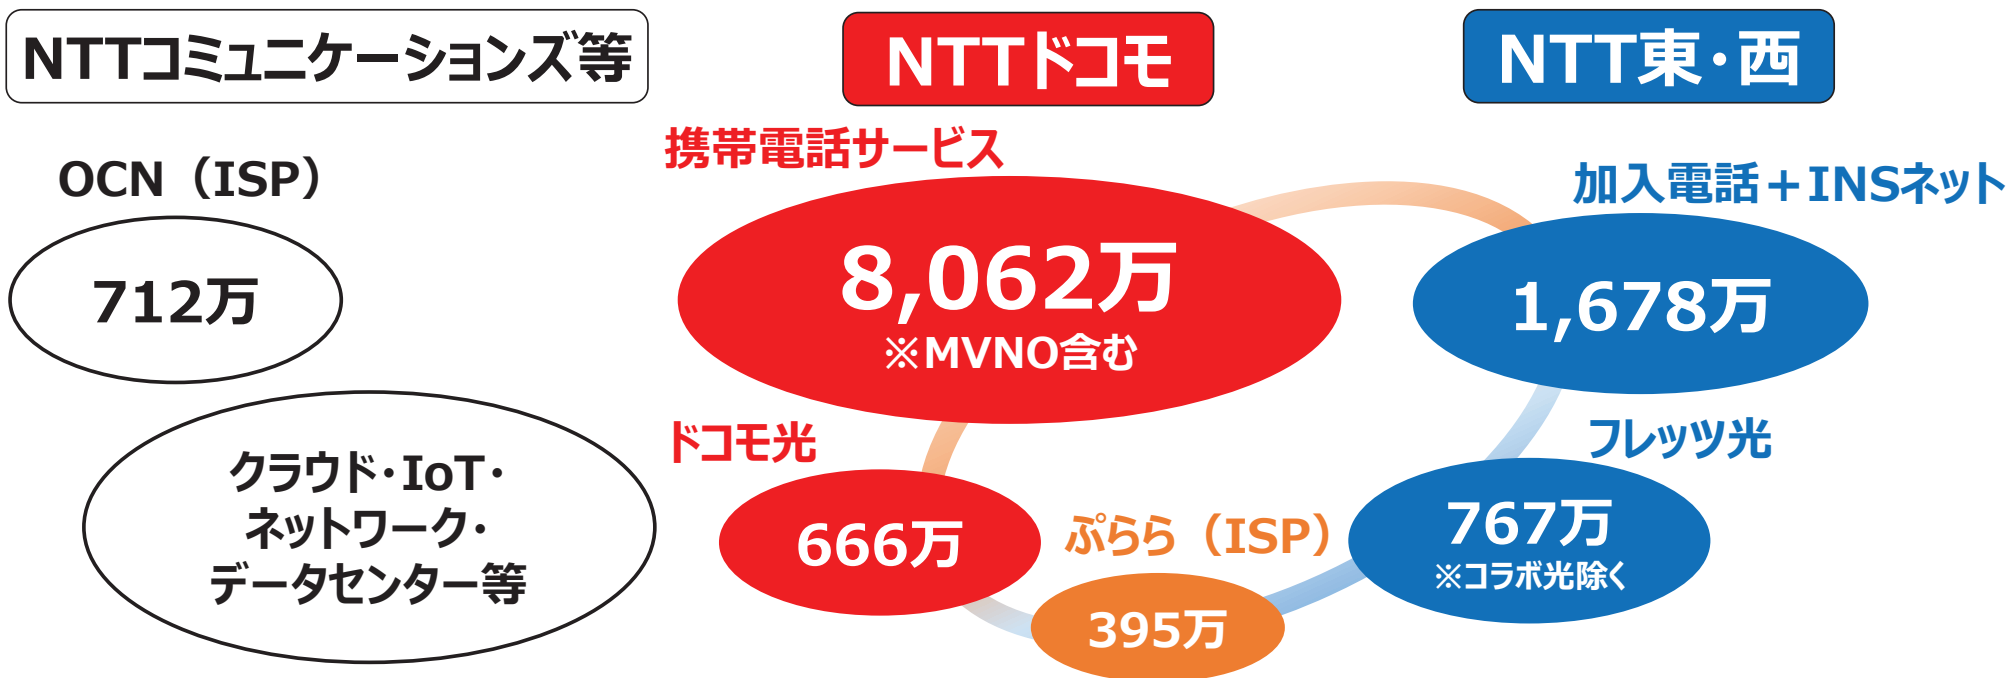 NTTコミュニケーションズ等
OCN（ISP）
712万
クラウド・IoT・
ネットワーク・
データセンター等
NTTドコモ
携帯電話サービス
8,062万
※MVNO含む
ドコモ光
666万
ぷらら（ISP）
395万
NTT東・西
加入電話＋INSネット
1,678万
フレッツ光
767万
※コラボ光除く